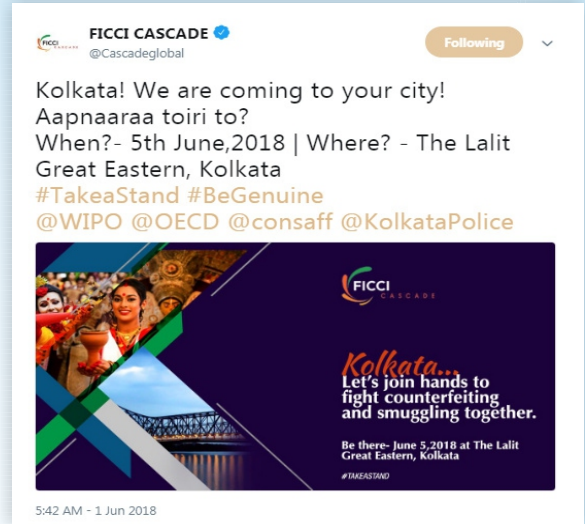 FICCI
CASCADE
FICCI CASCADE
@Cascadeglobal
Following
Kolkata! We are coming to your city!
Aapnaaraa toiri to?
When?- 5th June,2018 | Where? - The Lalit
Great Eastern, Kolkata
#TakeaStand #BeGenuine
@WIPO @OECD @consaff @KolkataPolice
FICCI
CASCADE
Kolkata...
Let's join hands to
fight counterfeiting
and smuggling together.
Be there- June 5,2018 at The Lalit
Great Eastern, Kolkata
#TAKEASTAND
5:42 AM - 1 Jun 2018